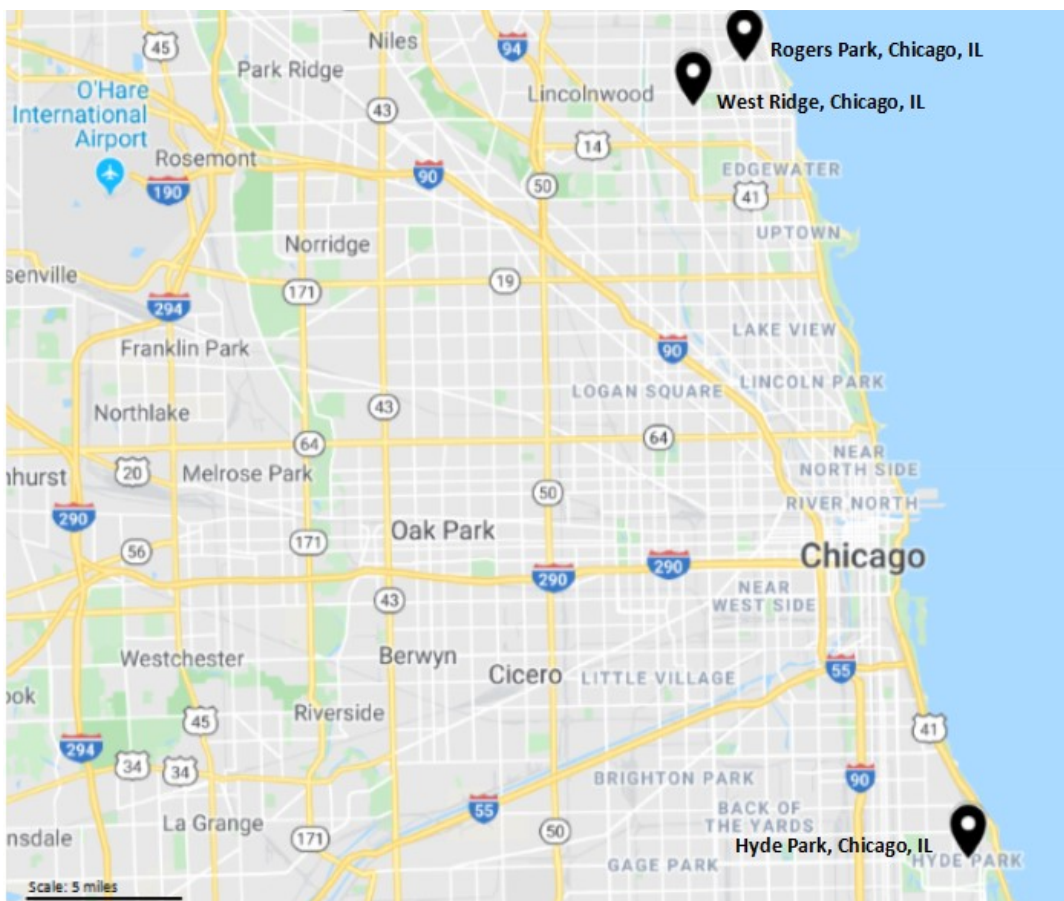 45
Niles
94
Rogers Park, Chicago, IL
Park Ridge
O'Hare
International
Airport
43
Lincolnwood
West Ridge, Chicago, IL
Rosemont
14
190
90
50
EDGEWATER
41
UPTOWN
Norridge
senville
171
19
294
LAKE VIEW
Franklin Park
90
LOGAN SQUARE
LINCOLN PARK
Northlake
43
64
64
NEAR
NORTH SIDE
nhurst
20
Melrose Park
50
RIVER NORTH
290
Oak Park
171
56
Chicago
290
290
43
NEAR
WEST SIDE
Westchester
Berwyn
Cicero
LITTLE VILLAGE
55
ook
45
Riverside
41
294
34
34
BRIGHTON PARK
90
55
La Grange
BACK OF
THE YARDS
nsdale
171
50
Hyde Park, Chicago, IL
GAGE PARK
HYDE PARK
Scale: 5 miles